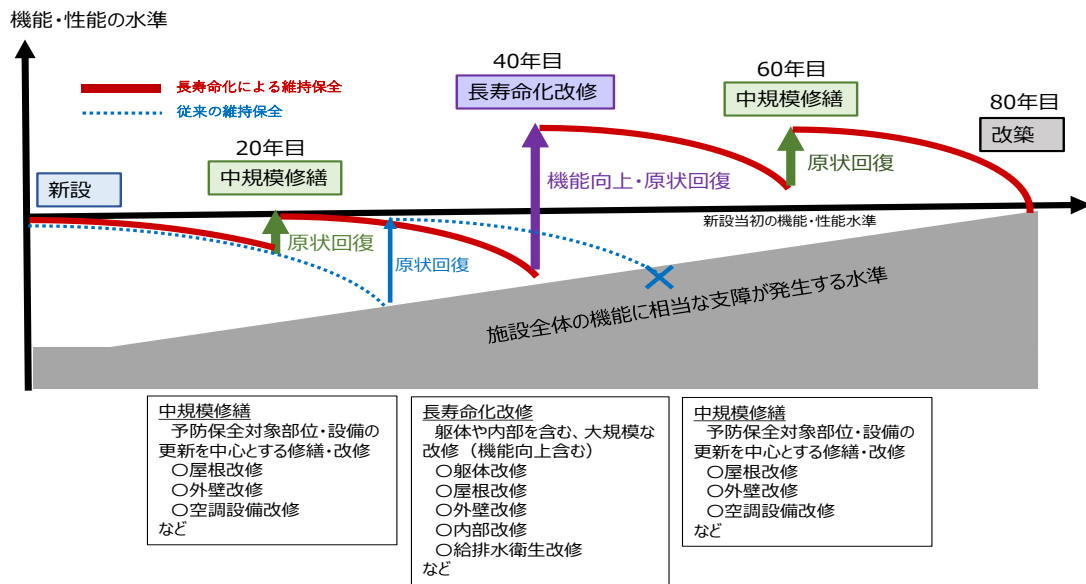 機能・性能の水準
長寿命化による維持保全
従来の維持保全
新設
20年目
中規模修繕
原状回復
原状回復
40年目
長寿命化改修
機能向上・原状回復
60年目
中規模修繕
原状回復
80年目
改築
新設当初の機能・性能水準
施設全体の機能に相当な支障が発生する水準
中規模修繕
予防保全対象部位・設備の
更新を中心とする修繕・改修
〇屋根改修
〇外壁改修
〇空調設備改修
など
長寿命化改修
躯体や内部を含む、大規模な
改修（機能向上含む）
〇躯体改修
〇屋根改修
〇外壁改修
〇内部改修
〇給排水衛生改修
など
中規模修繕
予防保全対象部位・設備の
更新を中心とする修繕・改修
〇屋根改修
〇外壁改修
〇空調設備改修
など